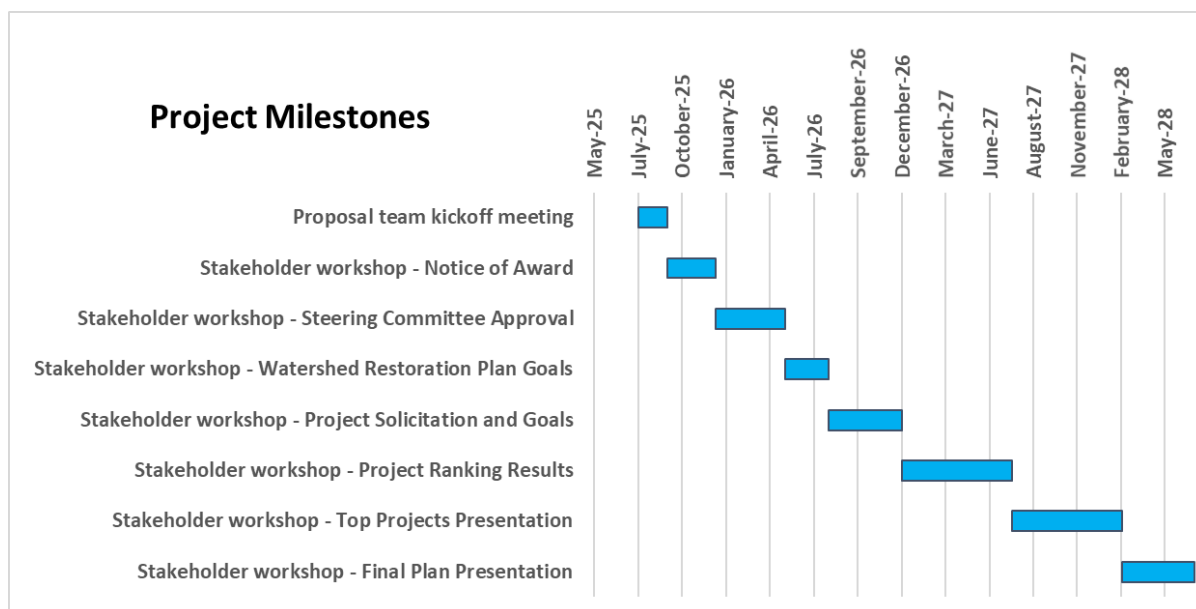 Project Milestones
May-25
July-25
October-25
January-26
April-26
July-26
September-26
December-26
March-27
June-27
August-27
November-27
February-28
May-28
Proposal team kickoff meeting
Stakeholder workshop - Notice of Award
Stakeholder workshop - Steering Committee Approval
Stakeholder workshop - Watershed Restoration Plan Goals
Stakeholder workshop - Project Solicitation and Goals
Stakeholder workshop - Project Ranking Results
Stakeholder workshop - Top Projects Presentation
Stakeholder workshop - Final Plan Presentation